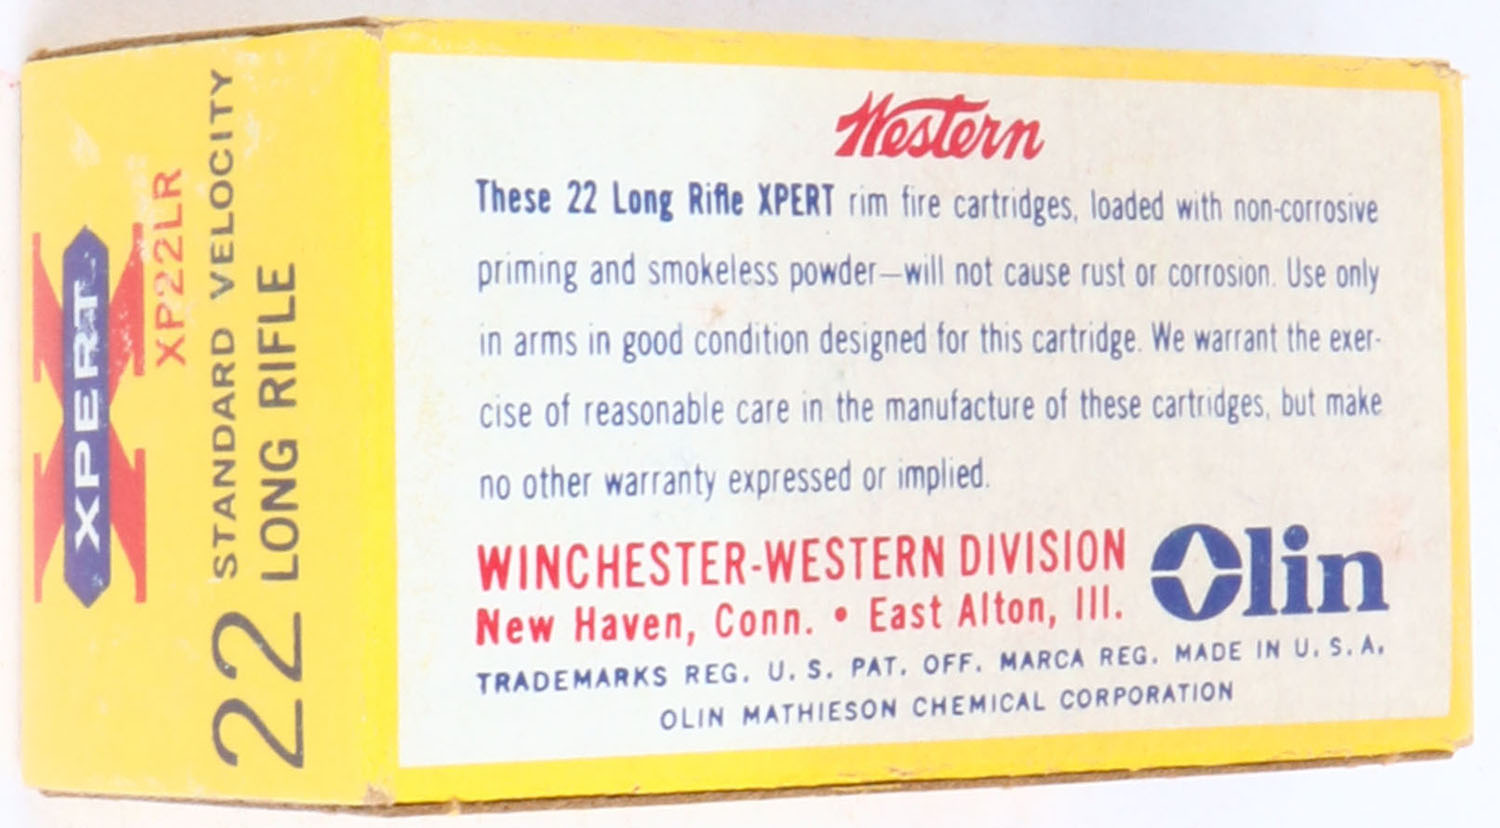 XPERT
XP22LR
STANDARD VELOCITY
22 LONG RIFLE
Western
These 22 Long Rifle XPERT rim fire cartridges, loaded with non-corrosive
priming and smokeless powder—will not cause rust or corrosion. Use only
in arms in good condition designed for this cartridge. We warrant the exer-
cise of reasonable care in the manufacture of these cartridges, but make
no other warranty expressed or implied.
WINCHESTER-WESTERN DIVISION
New Haven, Conn. • East Alton, Ill.
Olin
TRADEMARKS REG. U. S. PAT. OFF. MARCA REG. MADE IN U. S. A.
OLIN MATHIESON CHEMICAL CORPORATION